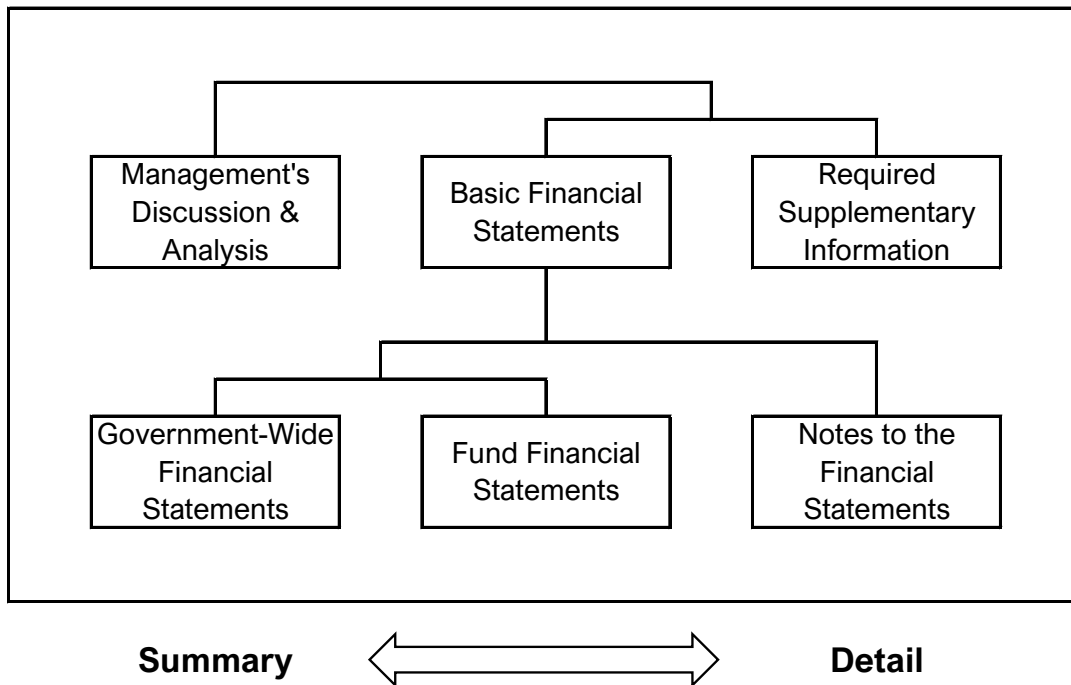 Management's
Discussion &
Analysis
Basic Financial
Statements
Required
Supplementary
Information
Government-Wide
Financial
Statements
Fund Financial
Statements
Notes to the
Financial
Statements
Summary
Detail